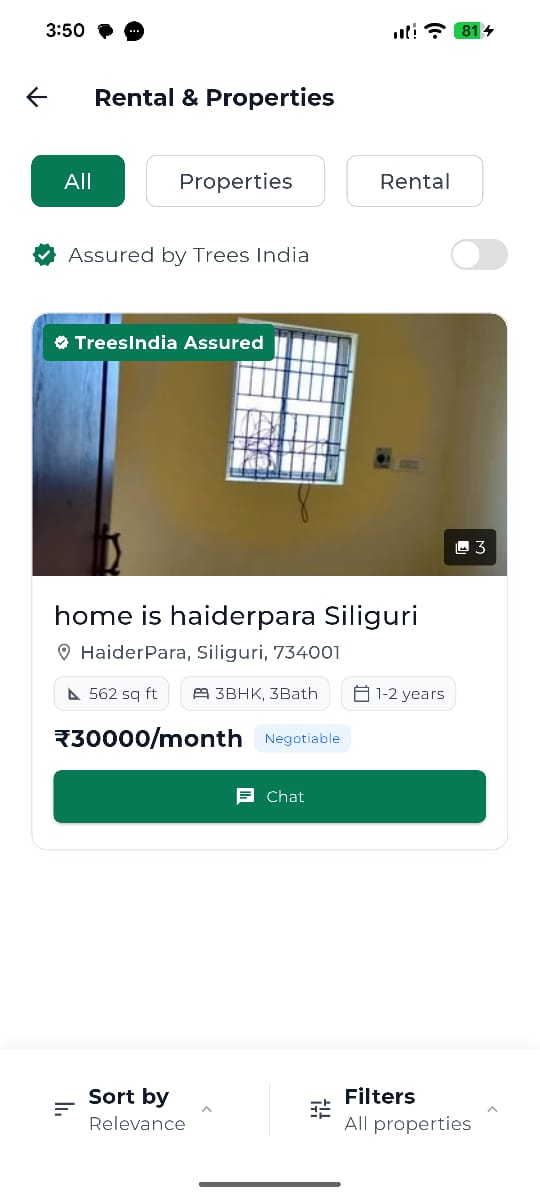 3:50
81
Rental & Properties
All
Properties
Rental
Assured by Trees India
TreesIndia Assured
3
home is haiderpara Siliguri
HaiderPara, Siliguri, 734001
562 sq ft
3BHK, 3Bath
1-2 years
₹30000/month
Negotiable
Chat
Sort by
Relevance
Filters
All properties